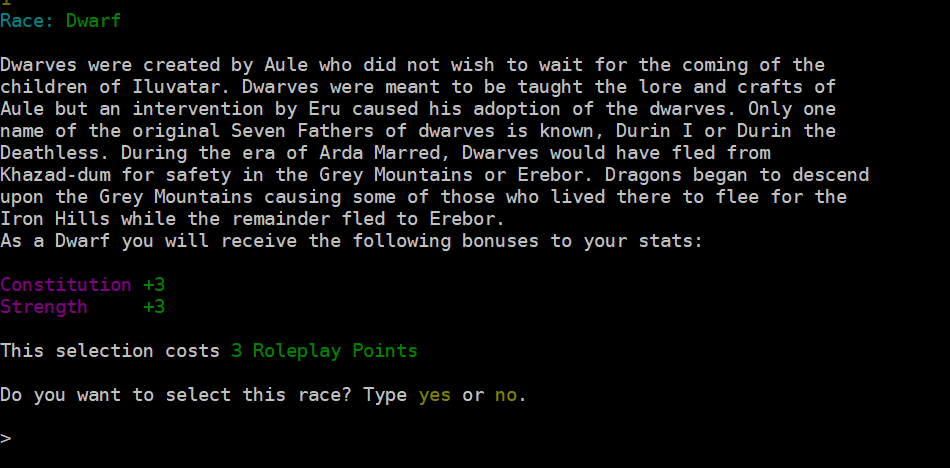 Race: Dwarf
Dwarves were created by Aule who did not wish to wait for the coming of the
children of Iluvatar. Dwarves were meant to be taught the lore and crafts of
Aule but an intervention by Eru caused his adoption of the dwarves. Only one
name of the original Seven Fathers of dwarves is known, Durin I or Durin the
Deathless. During the era of Arda Marred, Dwarves would have fled from
Khazad-dum for safety in the Grey Mountains or Erebor. Dragons began to descend
upon the Grey Mountains causing some of those who lived there to flee for the
Iron Hills while the remainder fled to Erebor.
As a Dwarf you will receive the following bonuses to your stats:
Constitution +3
Strength     +3
This selection costs 3 Roleplay Points
Do you want to select this race? Type yes or no.
>